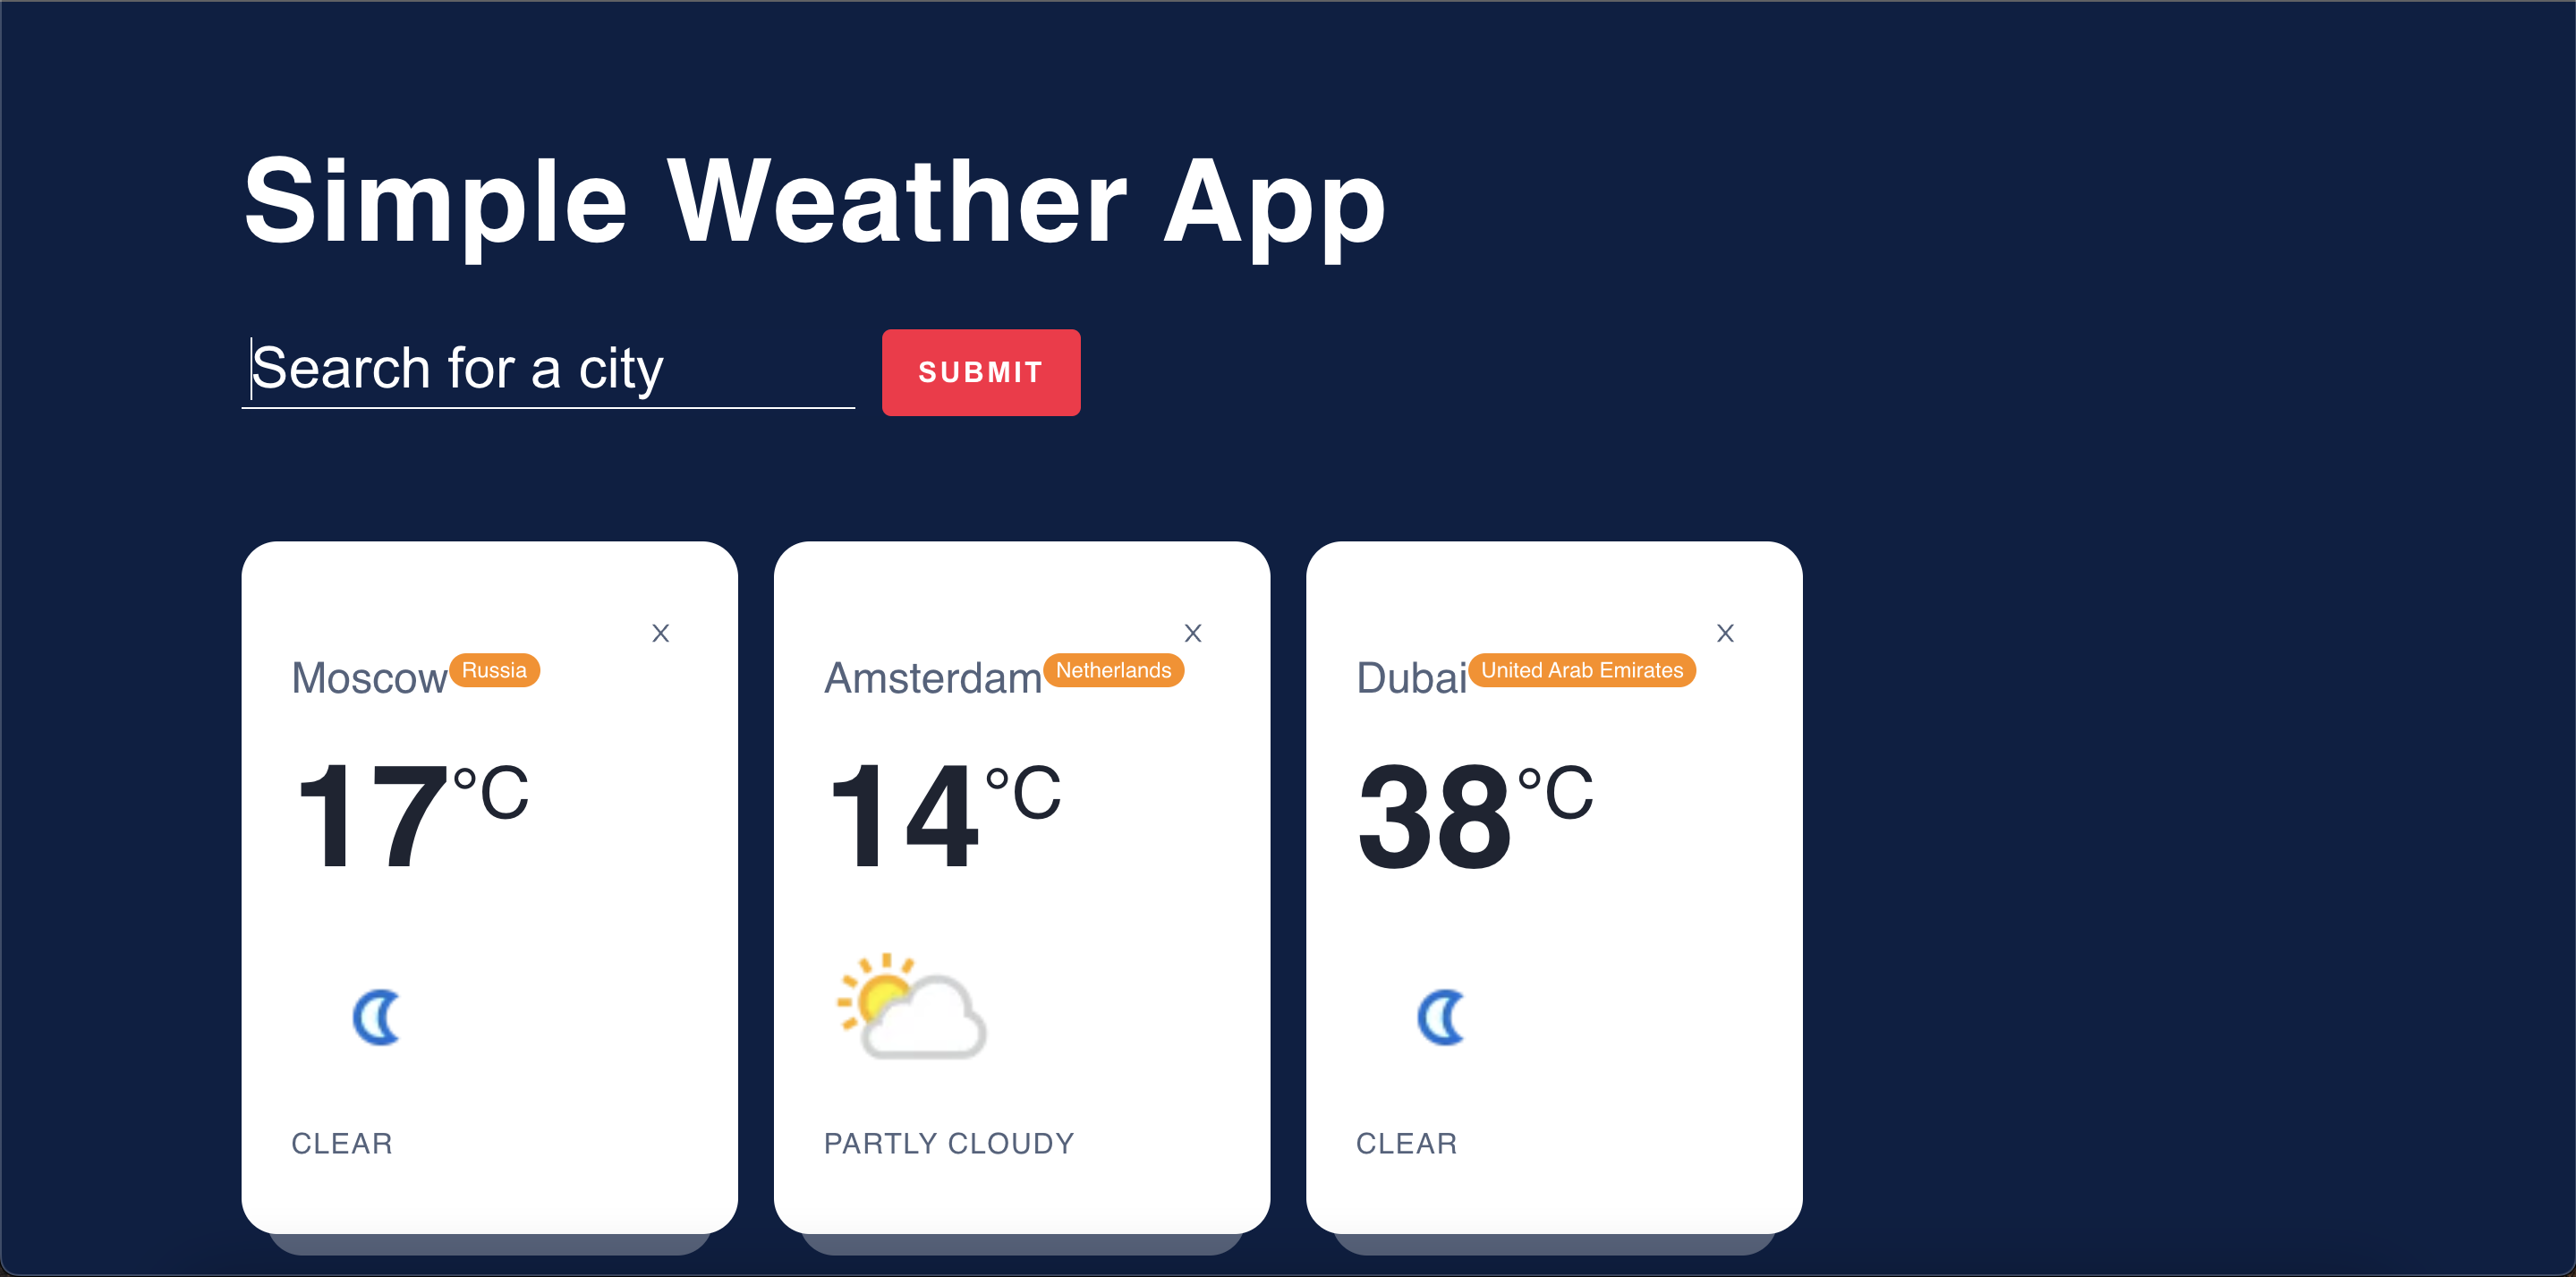 Simple Weather App
Search for a city
SUBMIT
X
Moscow Russia
17°C
CLEAR
X
Amsterdam Netherlands
14°C
PARTLY CLOUDY
X
Dubai United Arab Emirates
38°C
CLEAR